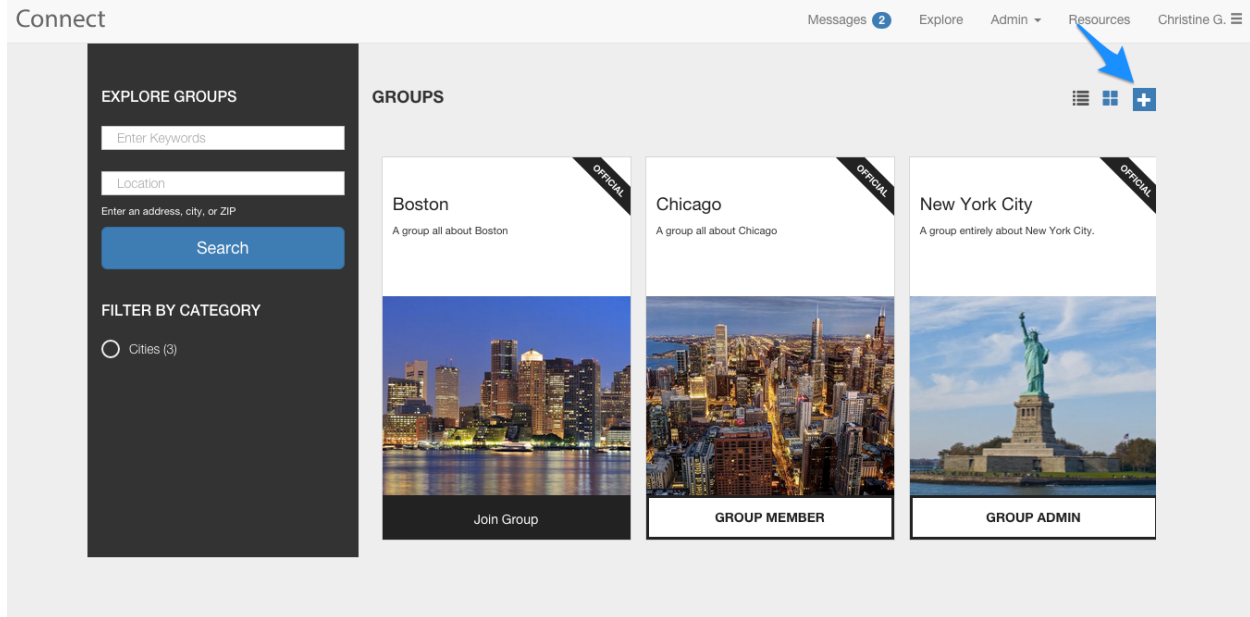 Connect
Messages 2 Explore Admin Resources Christine G.
EXPLORE GROUPS
Enter Keywords
Location
Enter an address, city, or ZIP
Search
FILTER BY CATEGORY
Cities (3)
GROUPS
OFFICIAL
Boston
A group all about Boston
Join Group
OFFICIAL
Chicago
A group all about Chicago
GROUP MEMBER
OFFICIAL
New York City
A group entirely about New York City.
GROUP ADMIN